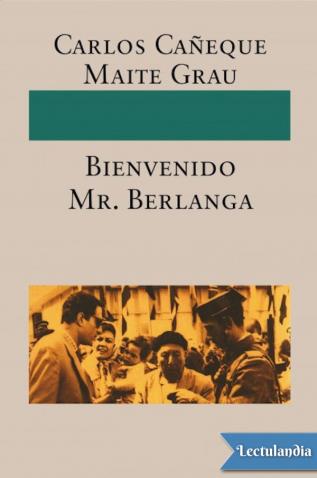 Carlos Cañeque
Maite Grau
Bienvenido
Mr. Berlanga
Lectulandia